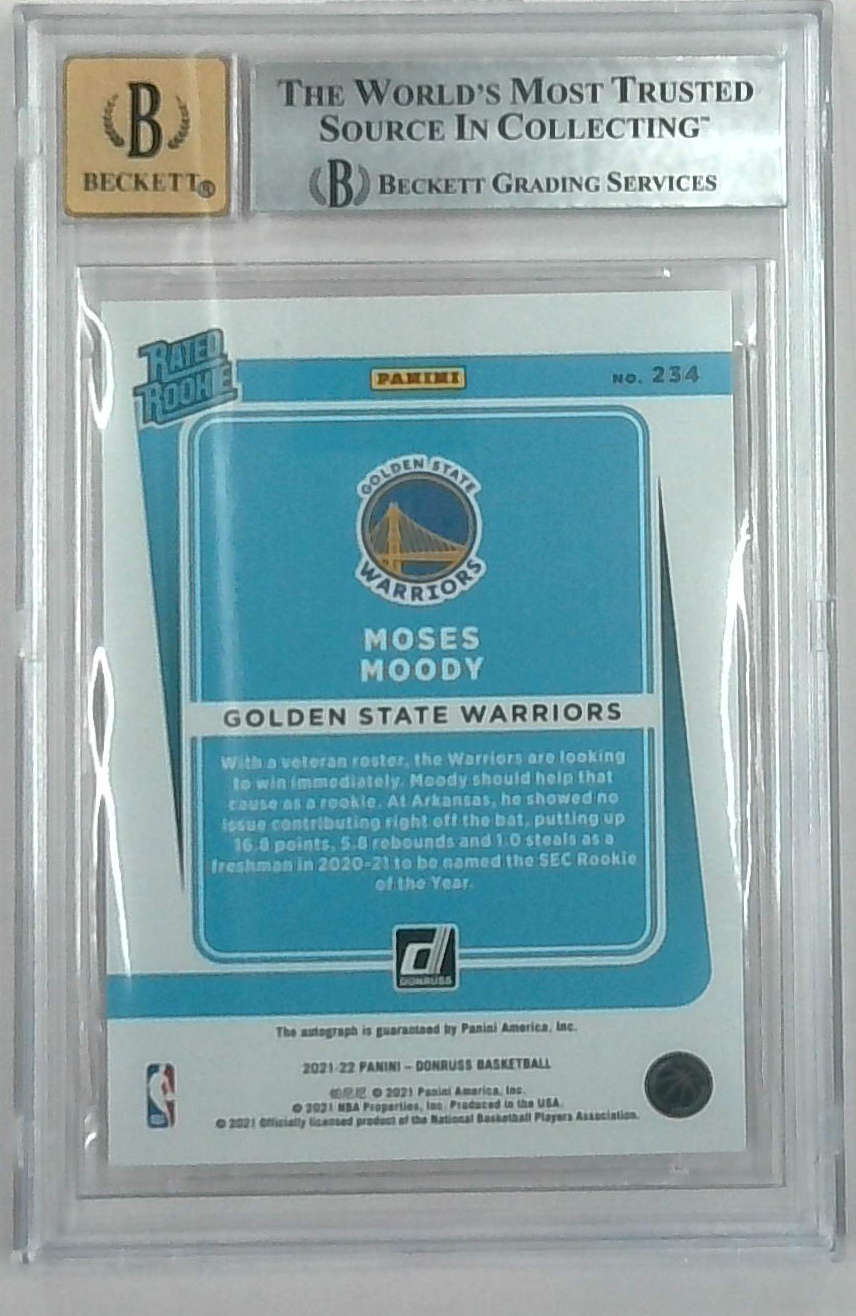 B
BECKETT®
THE WORLD'S MOST TRUSTED
SOURCE IN COLLECTING™
B BECKETT GRADING SERVICES
RATED
ROOKIE
PANINI
NO. 234
GOLDEN STATE
WARRIORS
MOSES
MOODY
GOLDEN STATE WARRIORS
With a veteran roster, the Warriors are looking
to win immediately. Moody should help that
cause as a rookie. At Arkansas, he showed no
issue contributing right off the bat, putting up
16.8 points, 5.8 rebounds and 1.0 steals as a
freshman in 2020-21 to be named the SEC Rookie
of the Year.
d
DONRUSS
The autograph is guaranteed by Panini America, Inc.
2021-22 PANINI – DONRUSS BASKETBALL
帕尼尼 © 2021 Panini America, Inc.
© 2021 NBA Properties, Inc. Produced in the USA.
© 2021 Officially licensed product of the National Basketball Players Association.